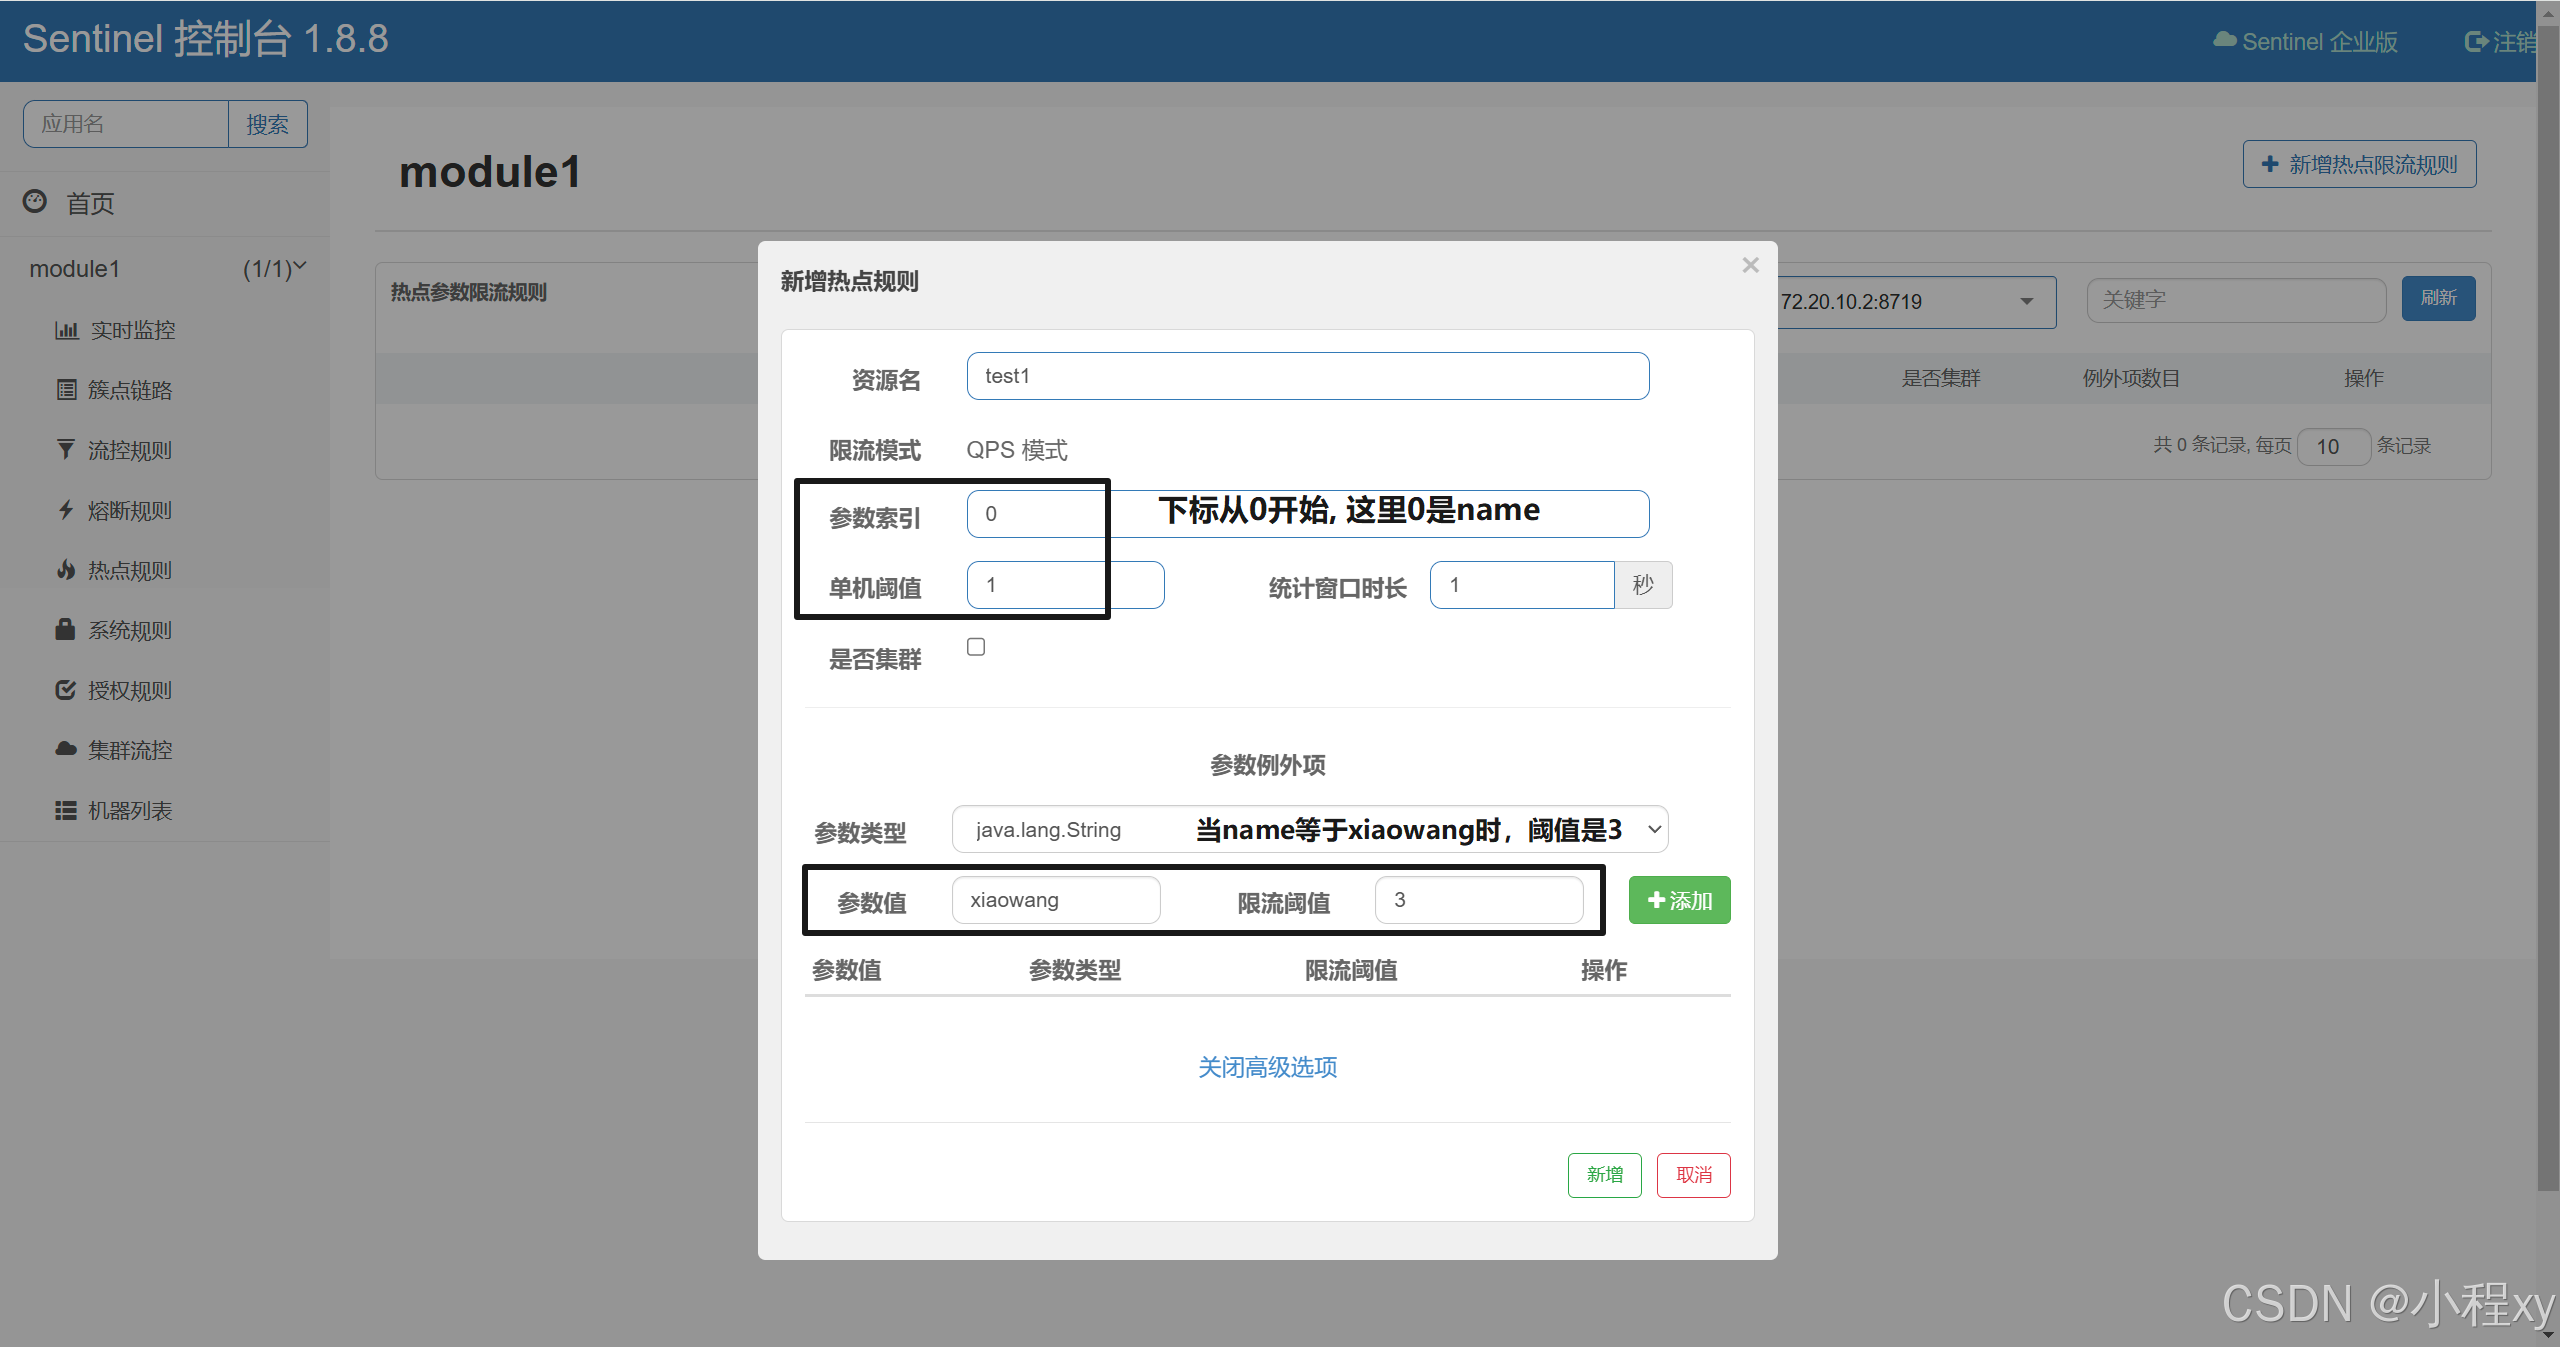 Sentinel 控制台 1.8.8
Sentinel 企业版
注销
应用名
搜索
首页
module1 (1/1)
实时监控
簇点链路
流控规则
熔断规则
热点规则
系统规则
授权规则
集群流控
机器列表
module1
新增热点限流规则
热点参数限流规则
72.20.10.2:8719
关键字
刷新
是否集群 例外项数目 操作
共 0 条记录, 每页 10 条记录
新增热点规则
×
资源名 test1
限流模式 QPS 模式
参数索引 0 下标从0开始, 这里0是name
单机阈值 1 统计窗口时长 1 秒
是否集群
参数例外项
参数类型 java.lang.String 当name等于xiaowang时，阈值是3
参数值 xiaowang 限流阈值 3 添加
参数值 参数类型 限流阈值 操作
关闭高级选项
新增 取消
CSDN @小程xy